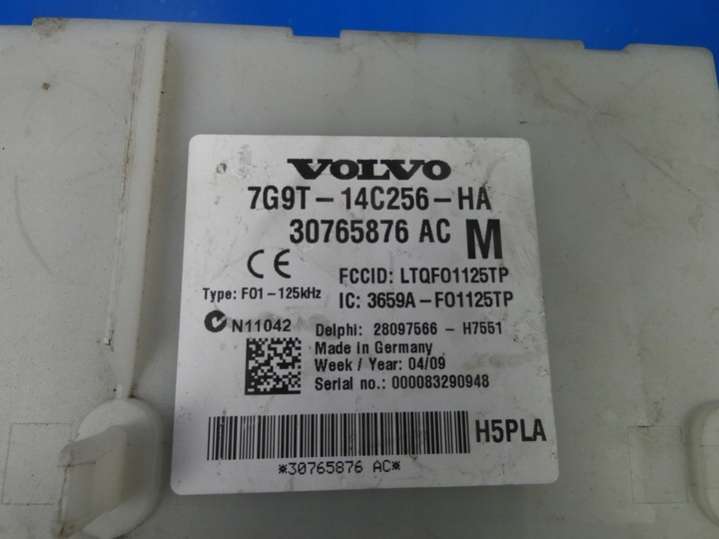 VOLVO
7G9T-14C256-HA
30765876 AC M
CE
FCCID: LTQFO1125TP
Type: FO1-125kHz
IC: 3659A-FO1125TP
N11042
Delphi: 28097566 - H7551
Made in Germany
Week / Year: 04/09
Serial no.: 000083290948
H5PLA
*30765876 AC*